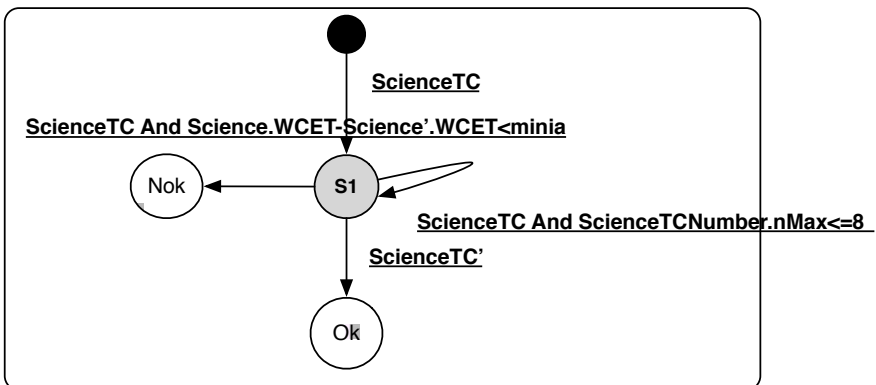 ScienceTC
ScienceTC And Science.WCET-Science’.WCET<minia
Nok
S1
ScienceTC And ScienceTCNumber.nMax<=8
ScienceTC’
Ok